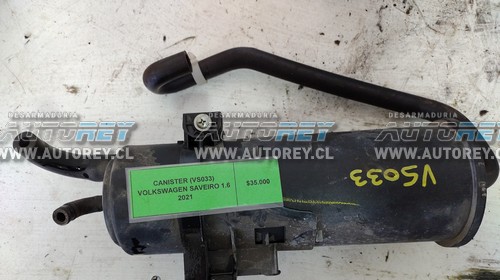 DESARMADURIA
AUTOREY
WWW.AUTOREY.CL
DESARMADURIA
AUTOREY
WWW.AUTOREY.CL
DESARMADURIA
AUTOREY
WWW.AUTOREY.CL
CANISTER (VS033)
VOLKSWAGEN SAVEIRO 1.6
2021
$35.000
VS033